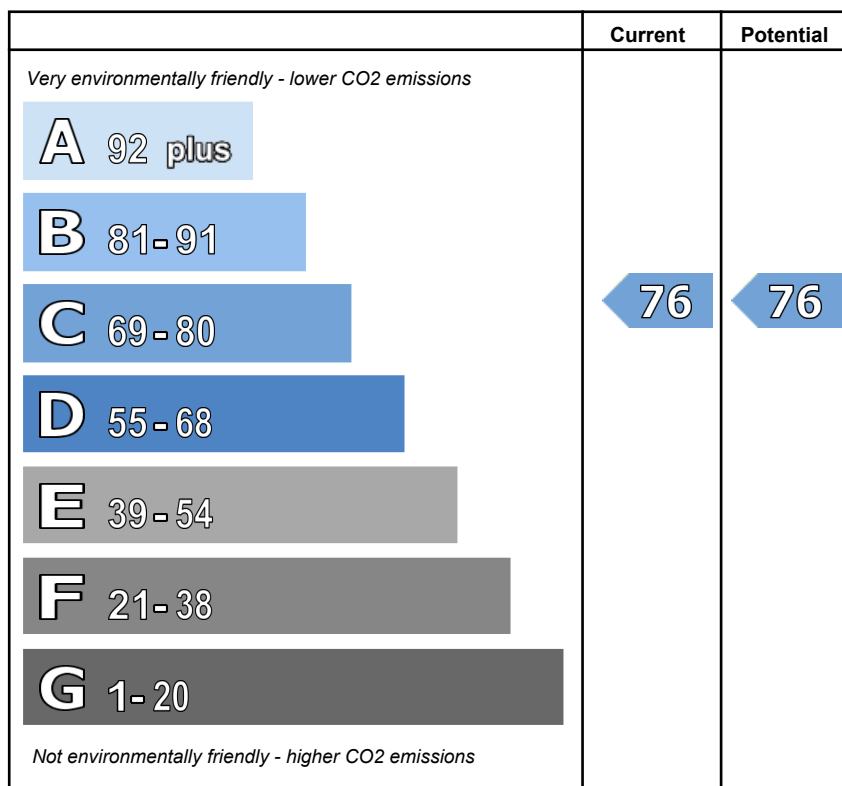 Current Potential
Very environmentally friendly - lower CO2 emissions
A 92 plus
B 81-91
C 69-80
76 76
D 55-68
E 39-54
F 21-38
G 1-20
Not environmentally friendly - higher CO2 emissions